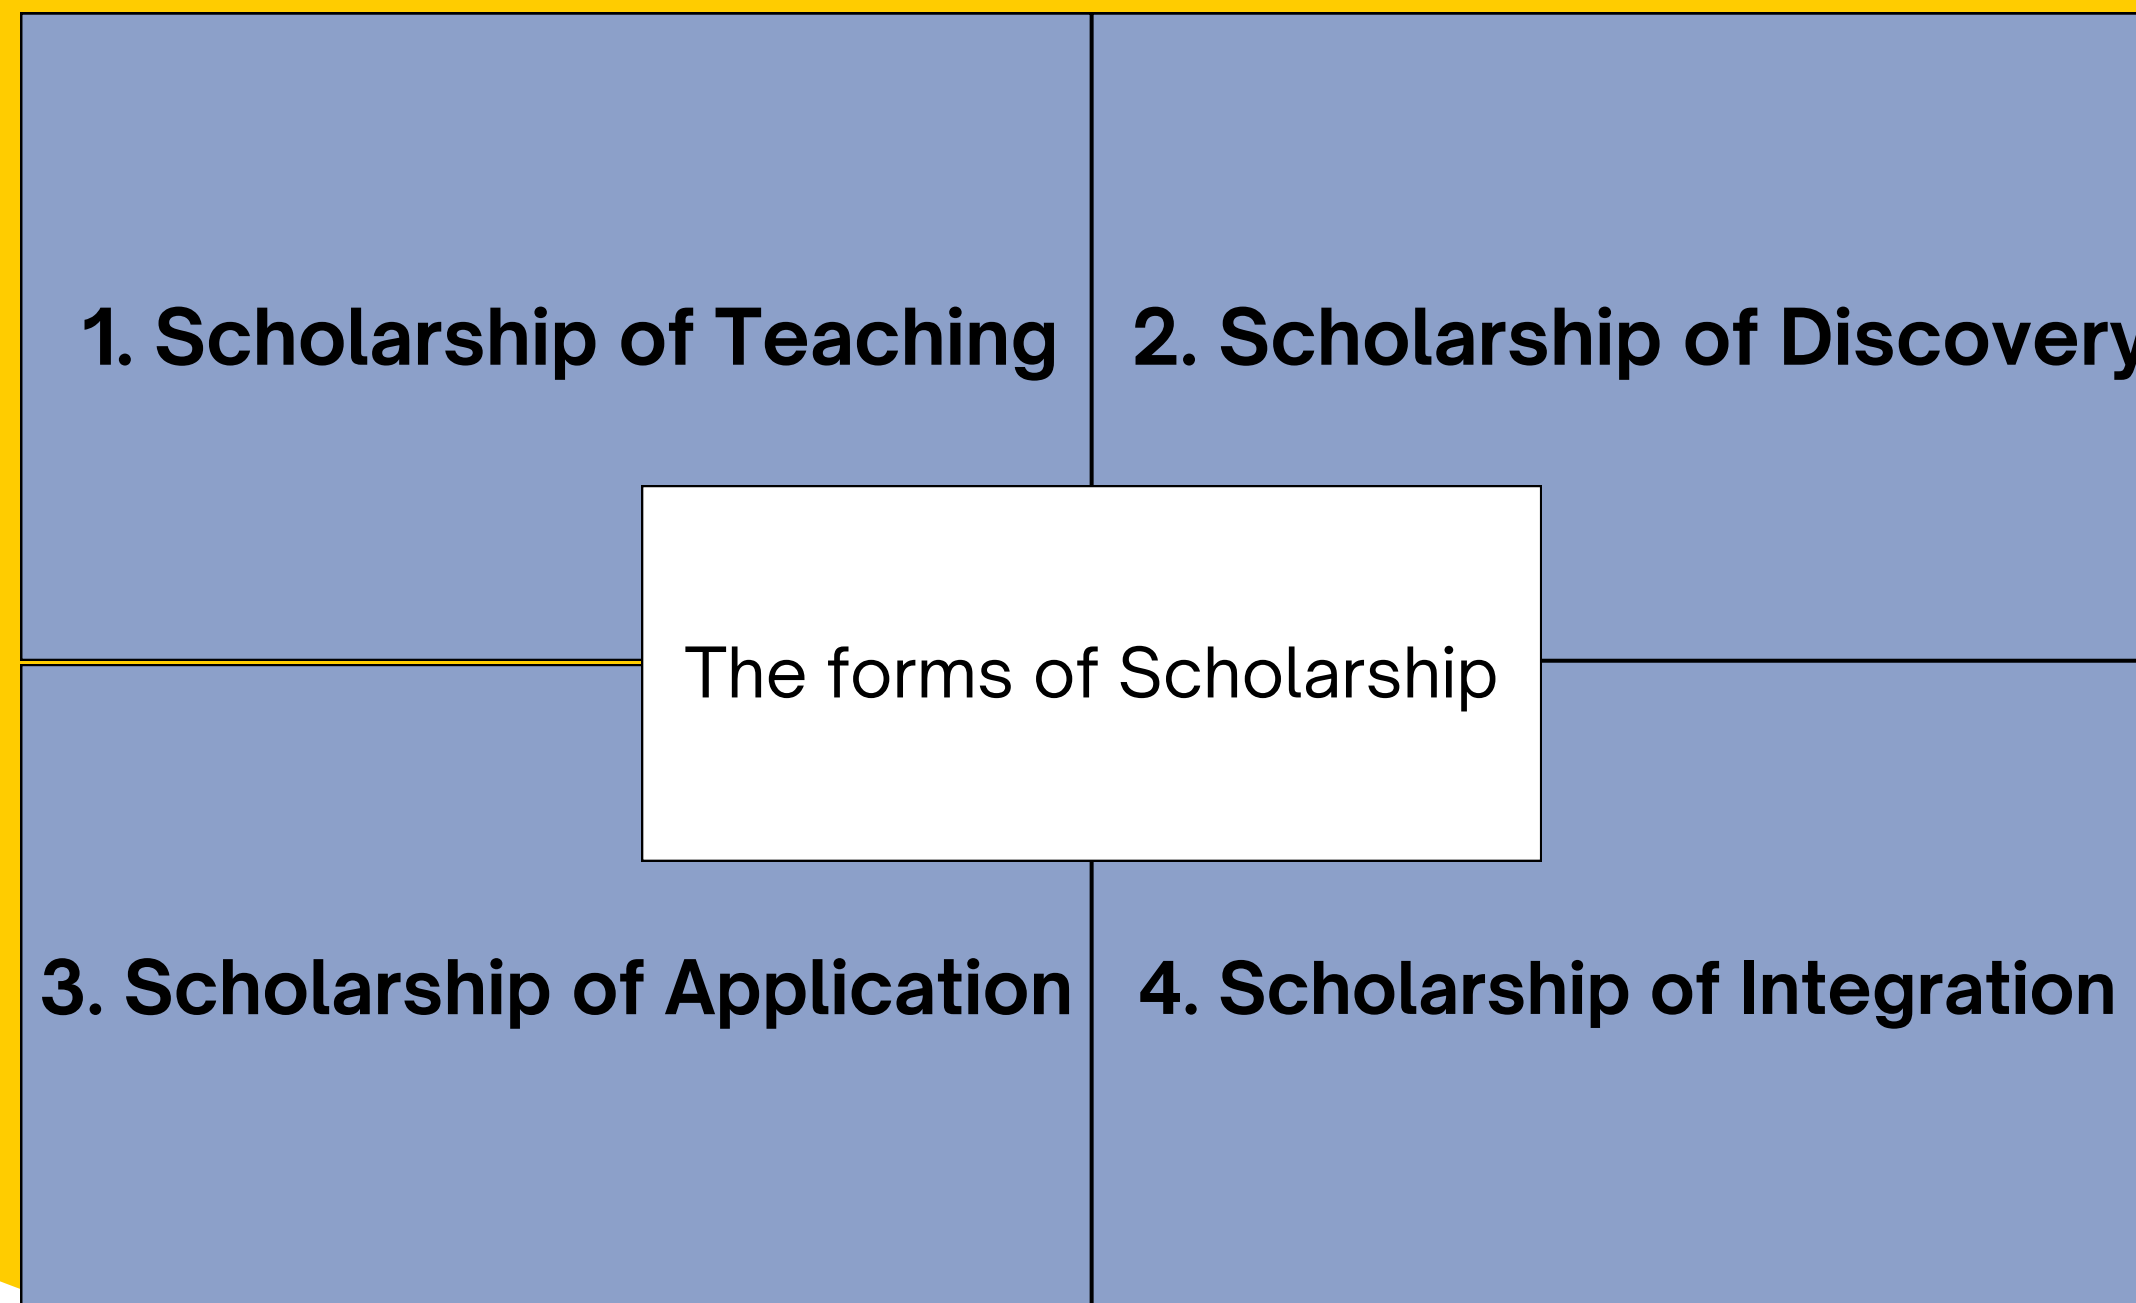 1. Scholarship of Teaching
2. Scholarship of Discovery
The forms of Scholarship
3. Scholarship of Application
4. Scholarship of Integration